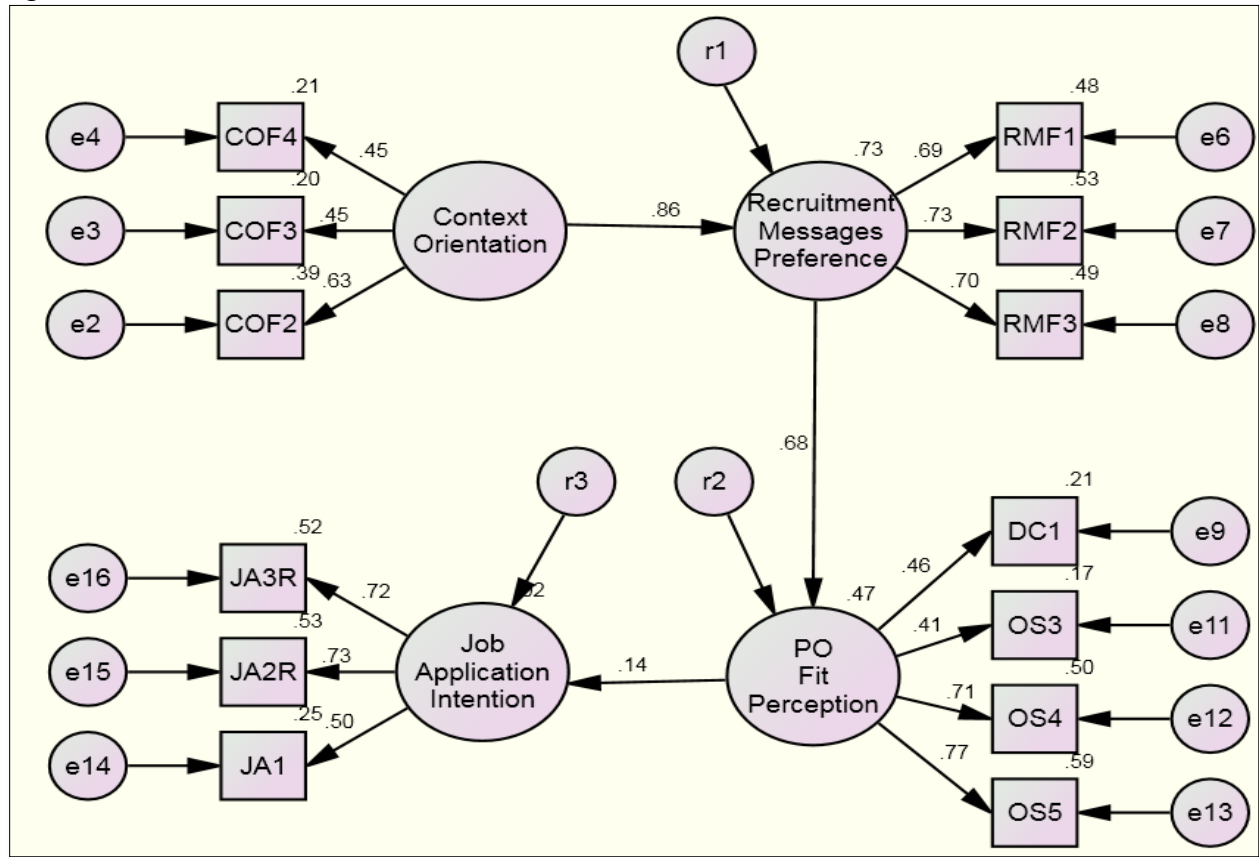 r1
.21
.48
e4
COF4
.45
.73
.69
RMF1
e6
.20
.53
e3
COF3
.45
Context
Orientation
.86
Recruitment
Messages
Preference
.73
RMF2
e7
.39
.63
.70
.49
e2
COF2
RMF3
e8
.68
r3
r2
.21
DC1
e9
.52
.46
e16
JA3R
.72
.47
.17
.53
.41
OS3
e11
e15
JA2R
.73
Job
Application
Intention
.14
PO
Fit
Perception
.50
.25
.50
.71
OS4
e12
e14
JA1
.77
.59
OS5
e13